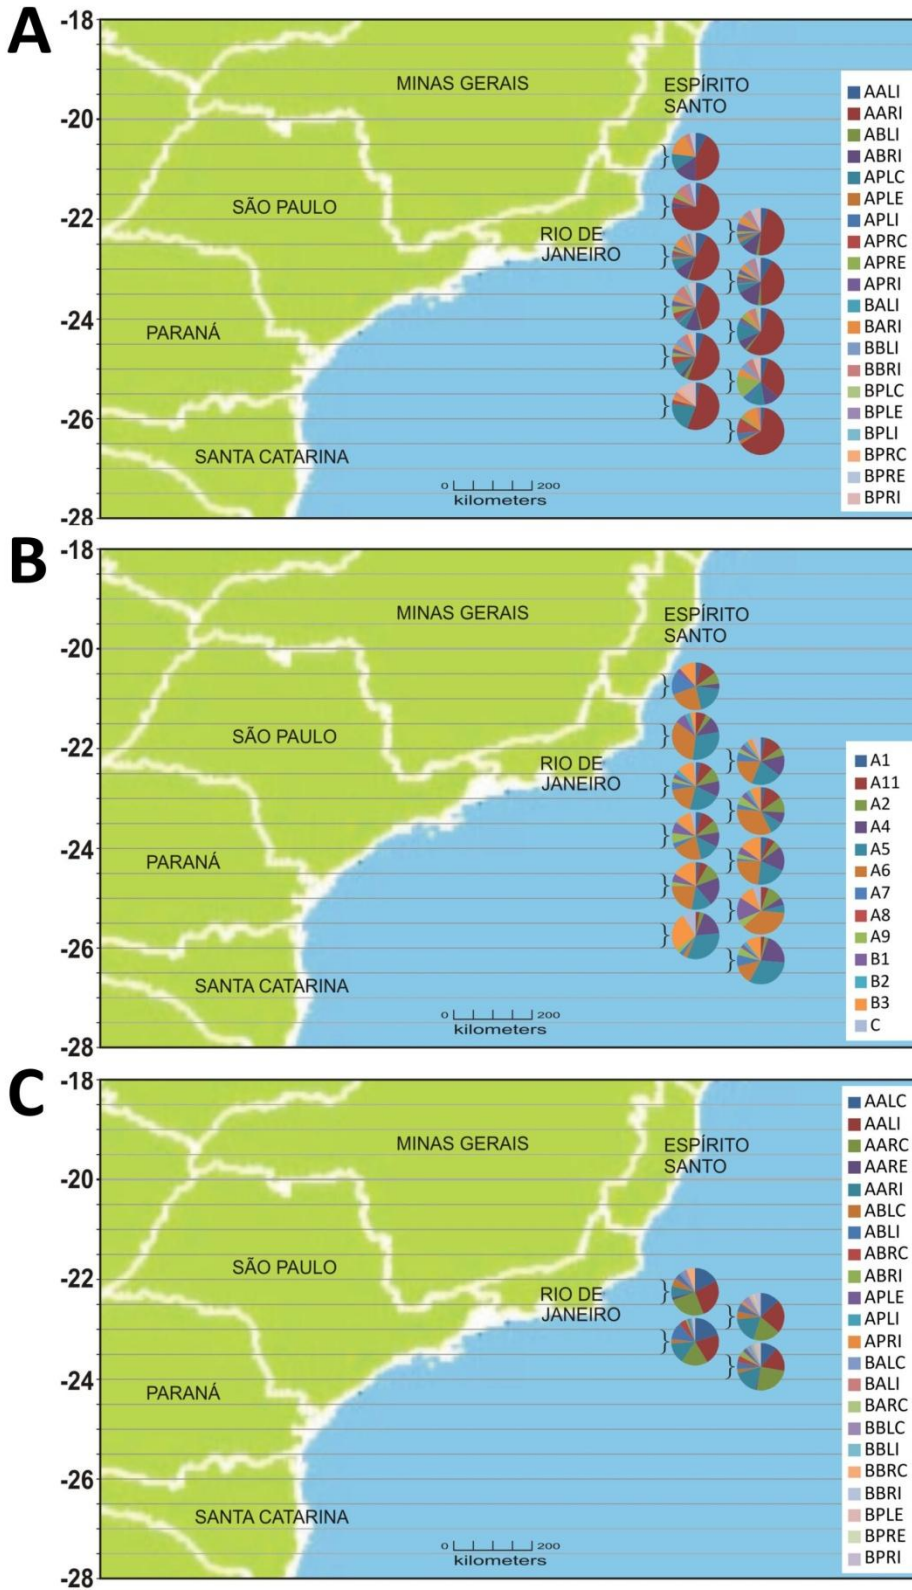 A
-18
-20
-22
-24
-26
-28
MINAS GERAIS
ESPÍRITO
SANTO
SÃO PAULO
RIO DE
JANEIRO
PARANÁ
SANTA CATARINA
0 200
kilometers
AALI
AARI
ABLI
ABRI
APLC
APLE
APLI
APRC
APRE
APRI
BALI
BARI
BBLI
BBRI
BPLC
BPLE
BPLI
BPRC
BPRE
BPRI
B
-18
-20
-22
-24
-26
-28
MINAS GERAIS
ESPÍRITO
SANTO
SÃO PAULO
RIO DE
JANEIRO
PARANÁ
SANTA CATARINA
0 200
kilometers
A1
A11
A2
A4
A5
A6
A7
A8
A9
B1
B2
B3
C
C
-18
-20
-22
-24
-26
-28
MINAS GERAIS
ESPÍRITO
SANTO
SÃO PAULO
RIO DE
JANEIRO
PARANÁ
SANTA CATARINA
0 200
kilometers
AALC
AALI
AARC
AARE
AARI
ABLC
ABLI
ABRC
ABRI
APLE
APLI
APRI
BALC
BALI
BARC
BBLC
BBLI
BBRC
BBRI
BPLE
BPRE
BPRI